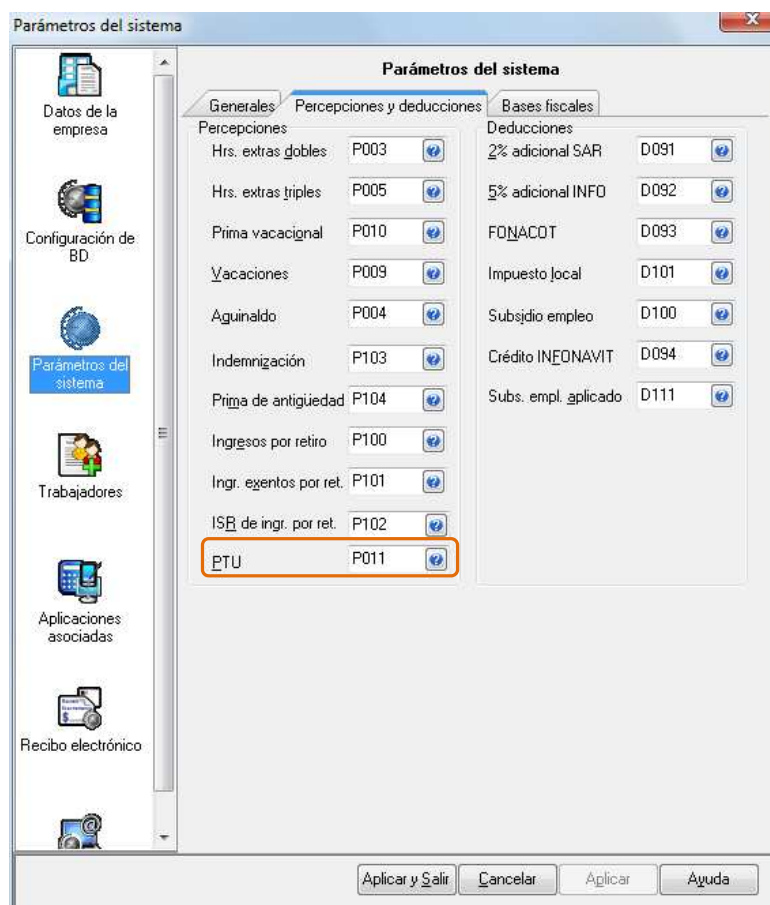 Parámetros del sistema
Datos de la
empresa
Configuración de
BD
Parámetros del
sistema
Trabajadores
Aplicaciones
asociadas
Recibo electrónico
Parámetros del sistema
Generales Percepciones y deducciones Bases fiscales
Percepciones
Hrs. extras dobles P003
Hrs. extras triples P005
Prima vacacional P010
Vacaciones P009
Aguinaldo P004
Indemnización P103
Prima de antigüedad P104
Ingresos por retiro P100
Ingr. exentos por ret. P101
ISR de ingr. por ret. P102
PTU P011
Deducciones
2% adicional SAR D091
5% adicional INFO D092
FONACOT D093
Impuesto local D101
Subsidio empleo D100
Crédito INFONAVIT D094
Subs. empl. aplicado D111
Aplicar y Salir Cancelar Aplicar Ayuda